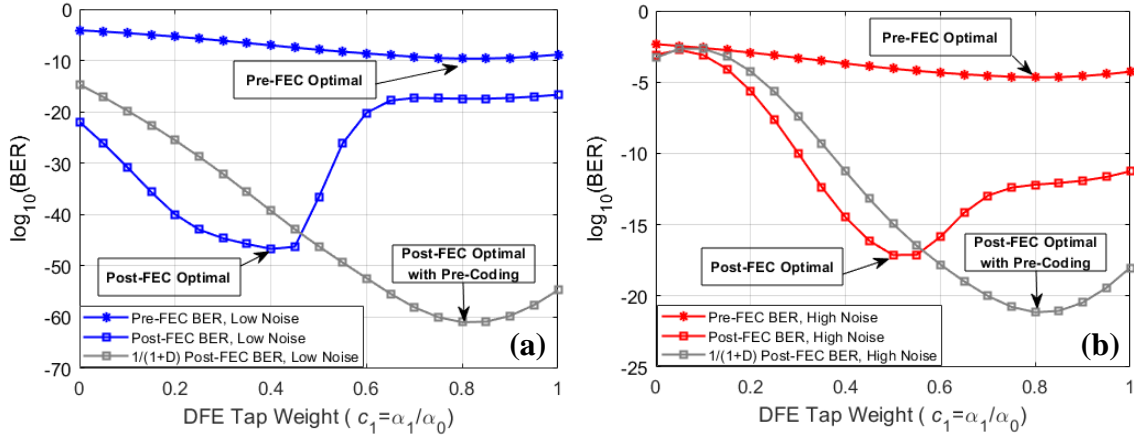 0
-10
-20
-30
-40
-50
-60
-70
log10(BER)
0
0.2
0.4
0.6
0.8
1
DFE Tap Weight ( c1=α1/α0)
Pre-FEC Optimal
Post-FEC Optimal
Post-FEC Optimal
with Pre-Coding
Pre-FEC BER, Low Noise
Post-FEC BER, Low Noise
1/(1+D) Post-FEC BER, Low Noise
(a)
0
-5
-10
-15
-20
-25
log10(BER)
0
0.2
0.4
0.6
0.8
1
DFE Tap Weight ( c1=α1/α0)
Pre-FEC Optimal
Post-FEC Optimal
Post-FEC Optimal
with Pre-Coding
Pre-FEC BER, High Noise
Post-FEC BER, High Noise
1/(1+D) Post-FEC BER, High Noise
(b)